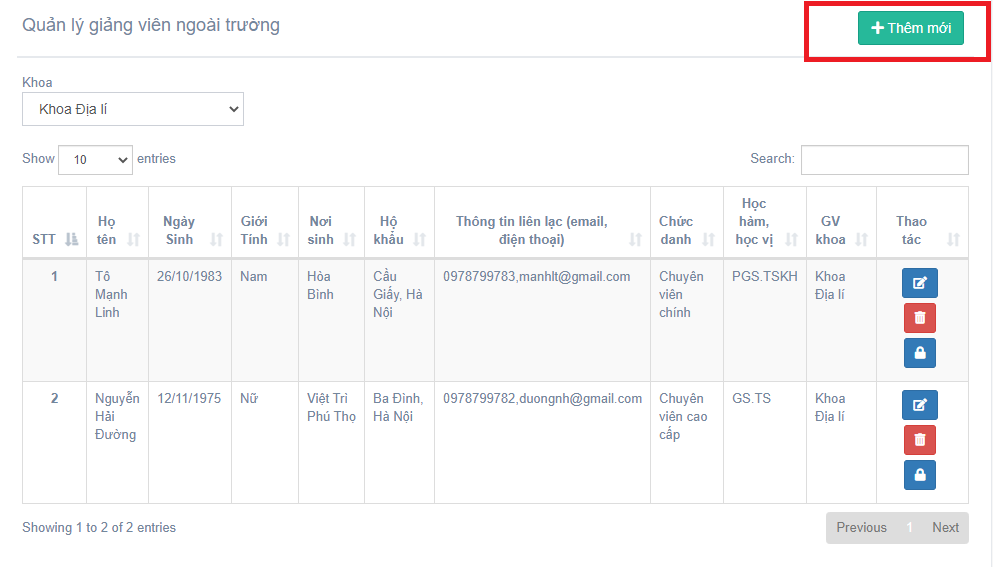 Quản lý giảng viên ngoài trường
Thêm mới
Khoa
Khoa Địa lí
Show 10 entries
Search:
STT
Họ
tên
Ngày
Sinh
Giới
Tính
Nơi
sinh
Hộ
khẩu
Thông tin liên lạc (email,
điện thoại)
Chức
danh
Học
hàm,
học vị
GV
khoa
Thao
tác
1
Tô
Mạnh
Linh
26/10/1983
Nam
Hòa
Bình
Cầu
Giấy, Hà
Nội
0978799783,manhlt@gmail.com
Chuyên
viên
chính
PGS.TSKH
Khoa
Địa lí
2
Nguyễn
Hải
Đường
12/11/1975
Nữ
Việt Trì
Phú Thọ
Ba Đình,
Hà Nội
0978799782,duongnh@gmail.com
Chuyên
viên cao
cấp
GS.TS
Khoa
Địa lí
Showing 1 to 2 of 2 entries
Previous 1 Next